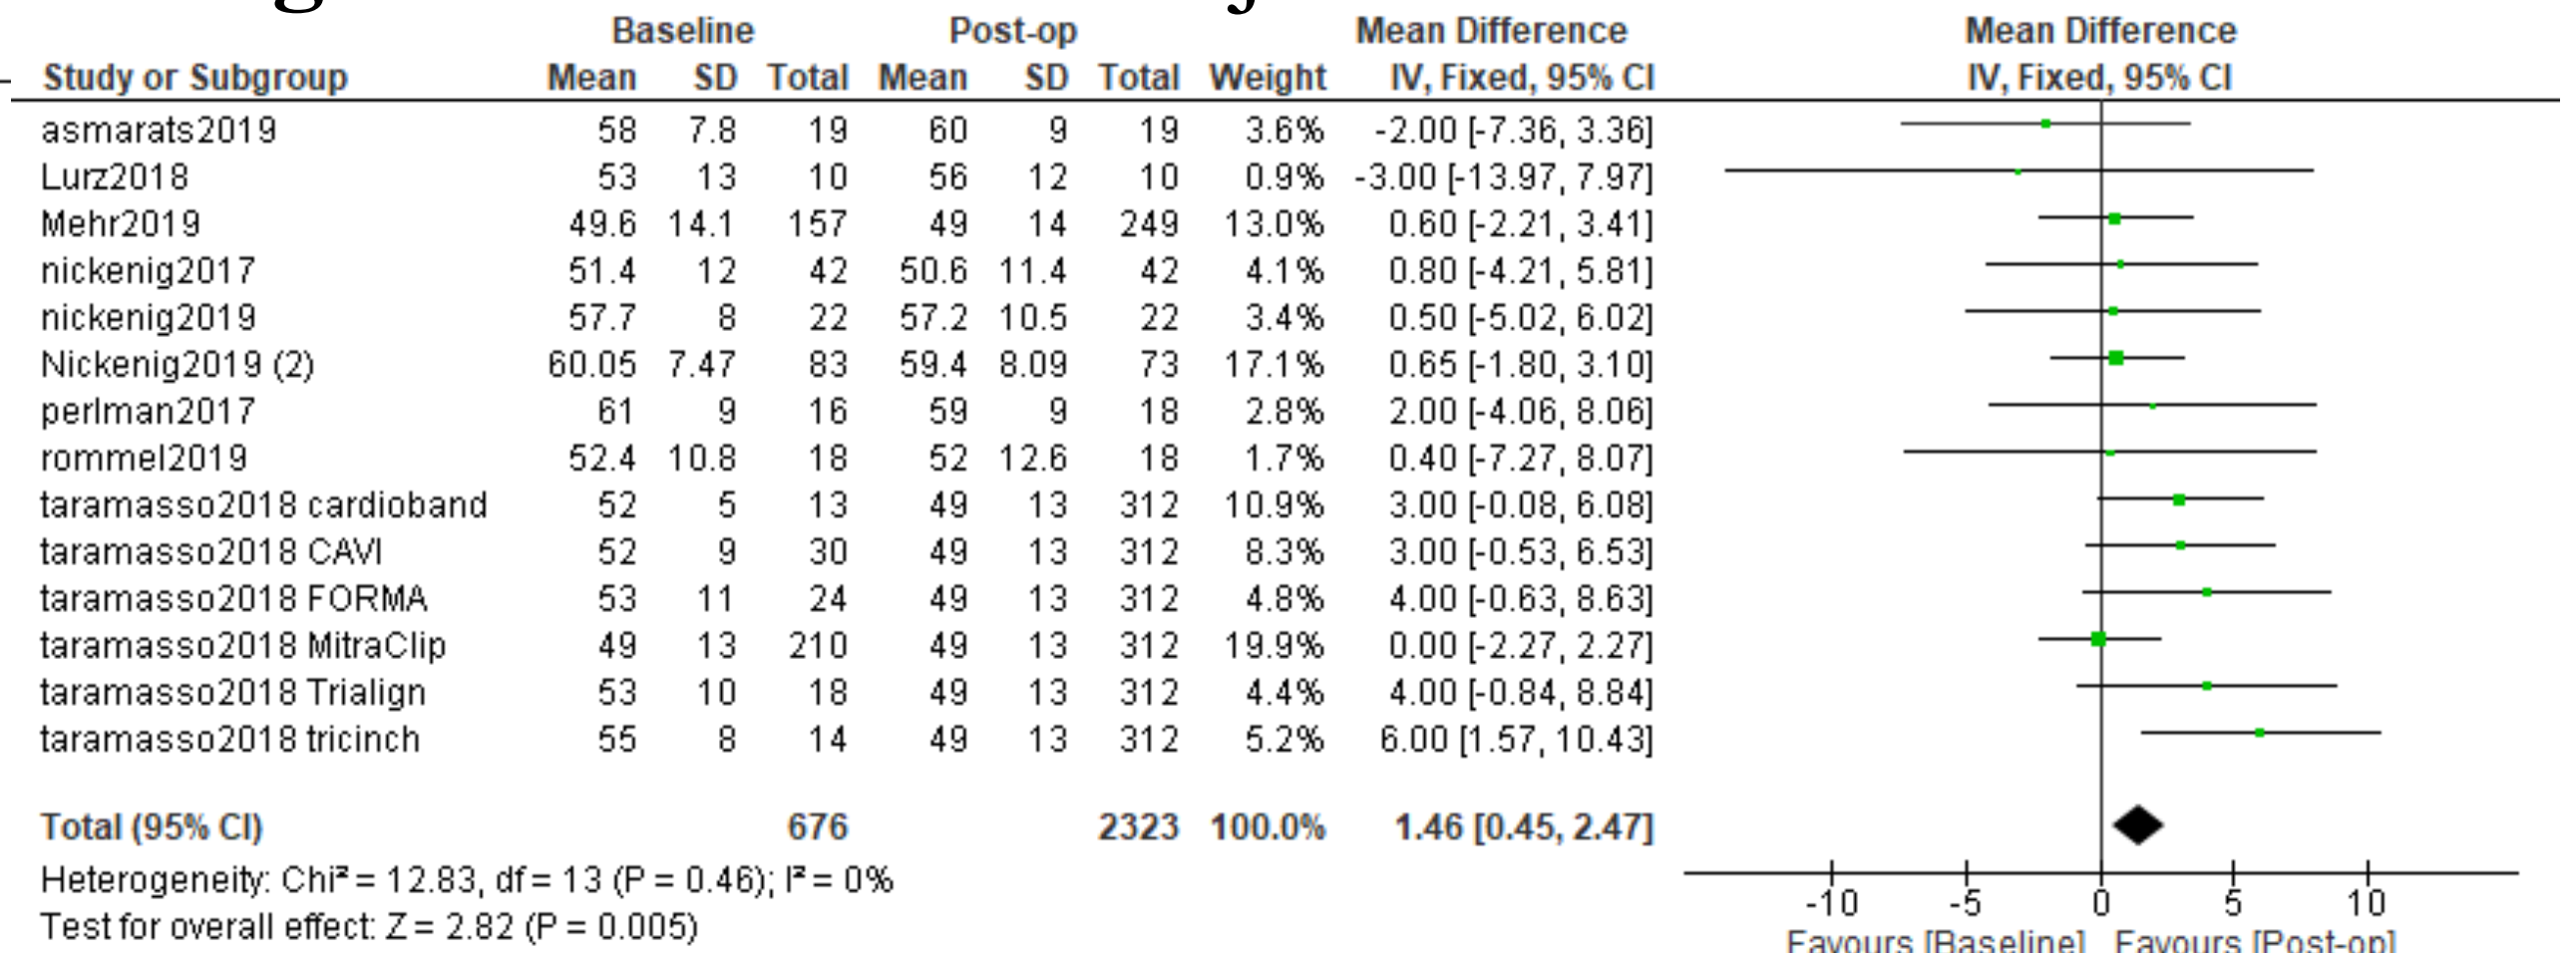 Baseline Post-op Mean Difference Mean Difference
Study or Subgroup Mean SD Total Mean SD Total Weight IV, Fixed, 95% CI IV, Fixed, 95% CI
asmarats2019 58 7.8 19 60 9 19 3.6% -2.00 [-7.36, 3.36]
Lurz2018 53 13 10 56 12 10 0.9% -3.00 [-13.97, 7.97]
Mehr2019 49.6 14.1 157 49 14 249 13.0% 0.60 [-2.21, 3.41]
nickenig2017 51.4 12 42 50.6 11.4 42 4.1% 0.80 [-4.21, 5.81]
nickenig2019 57.7 8 22 57.2 10.5 22 3.4% 0.50 [-5.02, 6.02]
Nickenig2019 (2) 60.05 7.47 83 59.4 8.09 73 17.1% 0.65 [-1.80, 3.10]
perlman2017 61 9 16 59 9 18 2.8% 2.00 [-4.06, 8.06]
rommel2019 52.4 10.8 18 52 12.6 18 1.7% 0.40 [-7.27, 8.07]
taramasso2018 cardioband 52 5 13 49 13 312 10.9% 3.00 [-0.08, 6.08]
taramasso2018 CAVI 52 9 30 49 13 312 8.3% 3.00 [-0.53, 6.53]
taramasso2018 FORMA 53 11 24 49 13 312 4.8% 4.00 [-0.63, 8.63]
taramasso2018 MitraClip 49 13 210 49 13 312 19.9% 0.00 [-2.27, 2.27]
taramasso2018 Trialign 53 10 18 49 13 312 4.4% 4.00 [-0.84, 8.84]
taramasso2018 tricinch 55 8 14 49 13 312 5.2% 6.00 [1.57, 10.43]
Total (95% CI) 676 2323 100.0% 1.46 [0.45, 2.47]
Heterogeneity: Chi² = 12.83, df = 13 (P = 0.46); I² = 0%
Test for overall effect: Z = 2.82 (P = 0.005)
-10 -5 0 5 10
Favours [Baseline] Favours [Post-op]